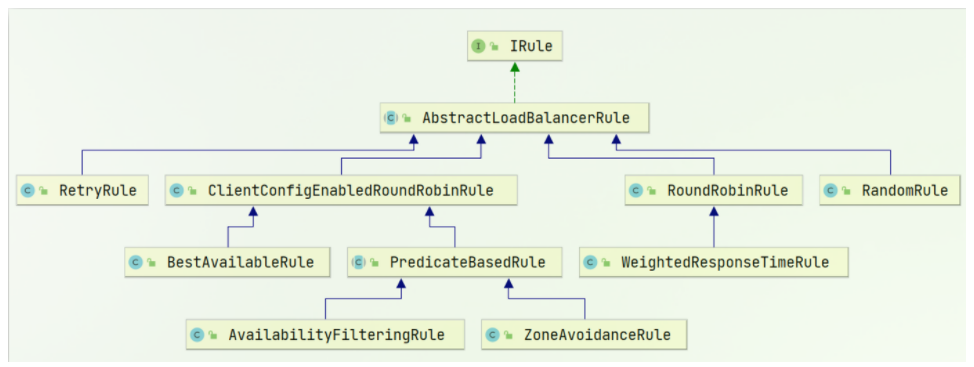 I IRule
C AbstractLoadBalancerRule
C RetryRule C ClientConfigEnabledRoundRobinRule C RoundRobinRule C RandomRule
C BestAvailableRule C PredicateBasedRule C WeightedResponseTimeRule
C AvailabilityFilteringRule C ZoneAvoidanceRule